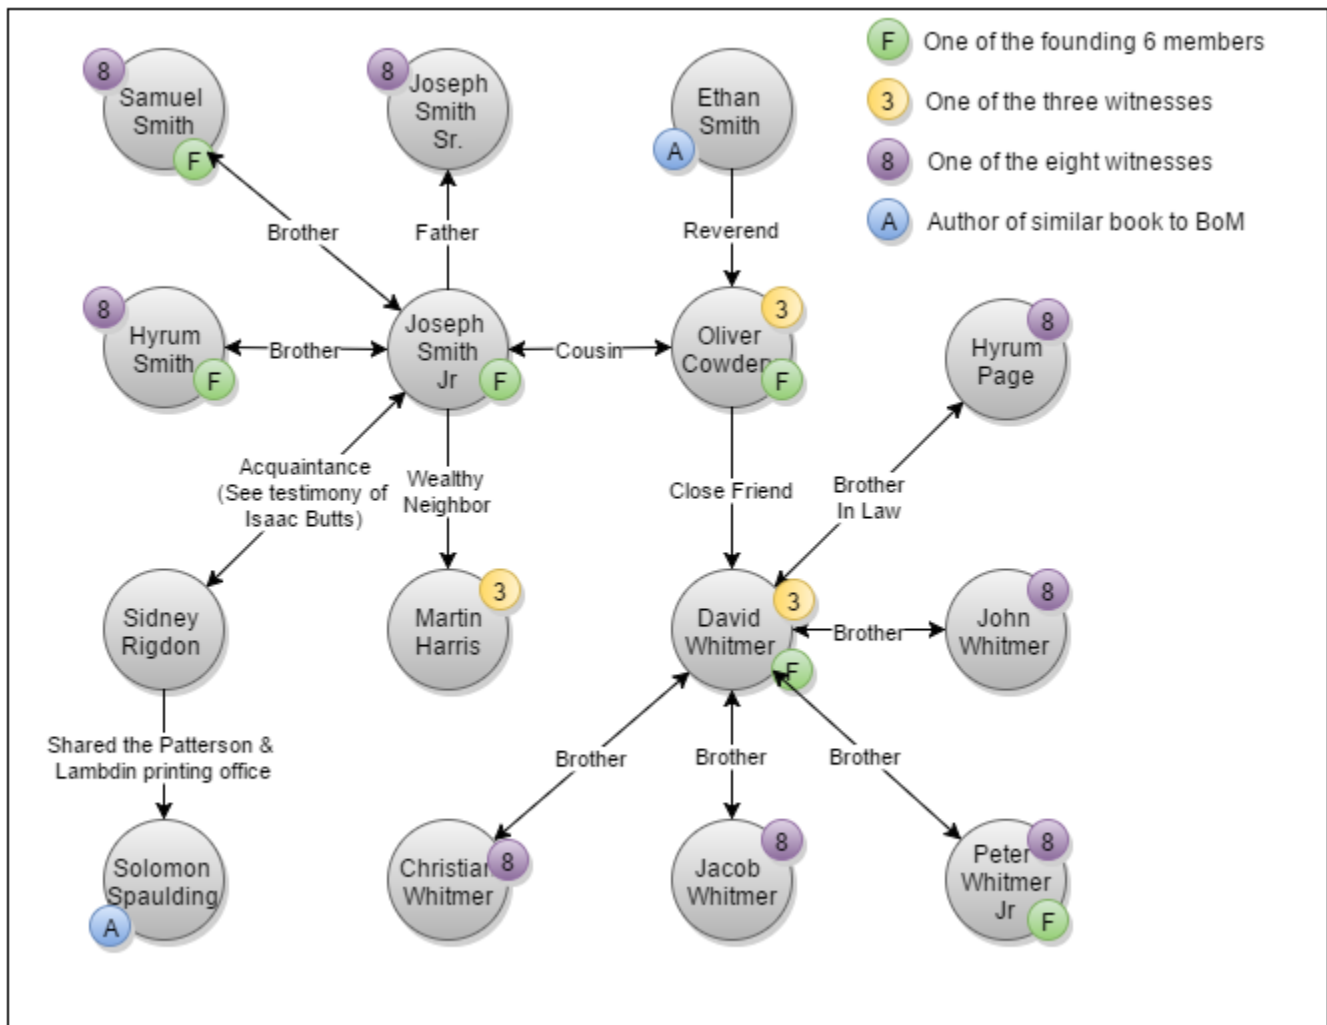 8
Samuel
Smith
F
8
Joseph
Smith
Sr.
Ethan
Smith
A
F One of the founding 6 members
3 One of the three witnesses
8 One of the eight witnesses
A Author of similar book to BoM
Brother
Father
Reverend
8
Hyrum
Smith
F
Brother
Joseph
Smith
Jr
F
Cousin
3
Oliver
Cowdery
F
8
Hyrum
Page
Acquaintance
(See testimony of
Isaac Butts)
Wealthy
Neighbor
Close Friend
Brother
In Law
Sidney
Rigdon
3
Martin
Harris
3
David
Whitmer
F
Brother
8
John
Whitmer
Shared the Patterson &
Lambdin printing office
Brother
Brother
Brother
Solomon
Spaulding
A
Christian
Whitmer
8
8
Jacob
Whitmer
8
Peter
Whitmer
Jr
F